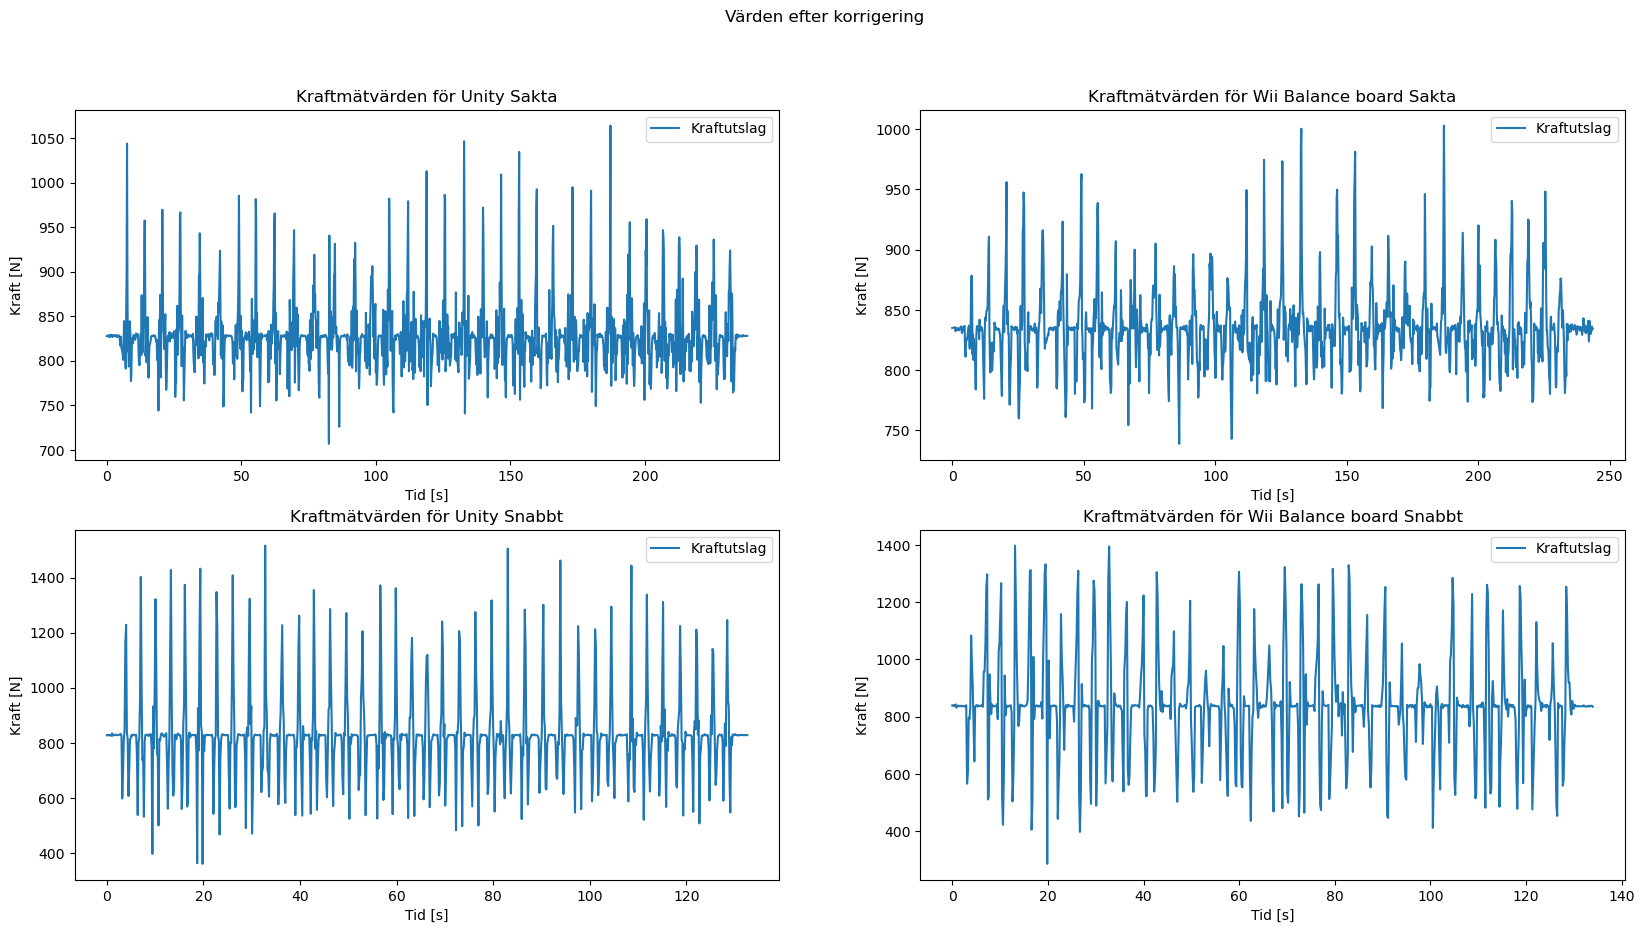 Värden efter korrigering
Kraftmätvärden för Unity Sakta
Kraftutslag
Kraft [N]
1050
1000
950
900
850
800
750
700
0 50 100 150 200
Tid [s]
Kraftmätvärden för Wii Balance board Sakta
Kraftutslag
Kraft [N]
1000
950
900
850
800
750
0 50 100 150 200 250
Tid [s]
Kraftmätvärden för Unity Snabbt
Kraftutslag
Kraft [N]
1400
1200
1000
800
600
400
0 20 40 60 80 100 120
Tid [s]
Kraftmätvärden för Wii Balance board Snabbt
Kraftutslag
Kraft [N]
1400
1200
1000
800
600
400
0 20 40 60 80 100 120 140
Tid [s]